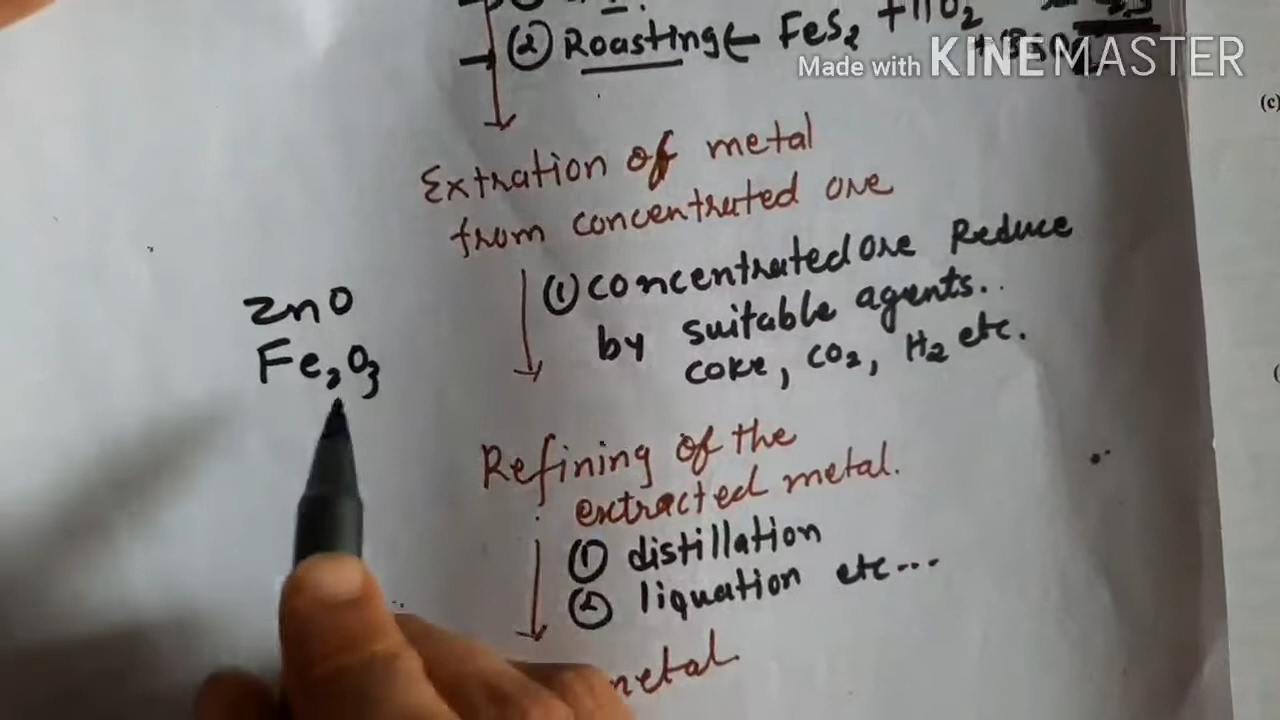 ② Roasting FeS₂ + 11O₂
Made with KINEMASTER
(c)
Extration of metal
from concentrated ore
① Concentrated ore Reduce
by suitable agents..
coke, CO₂, H₂ etc.
ZnO
Fe₂O₃
Refining of the
extracted metal.
① distillation
② liquation etc...
metal.